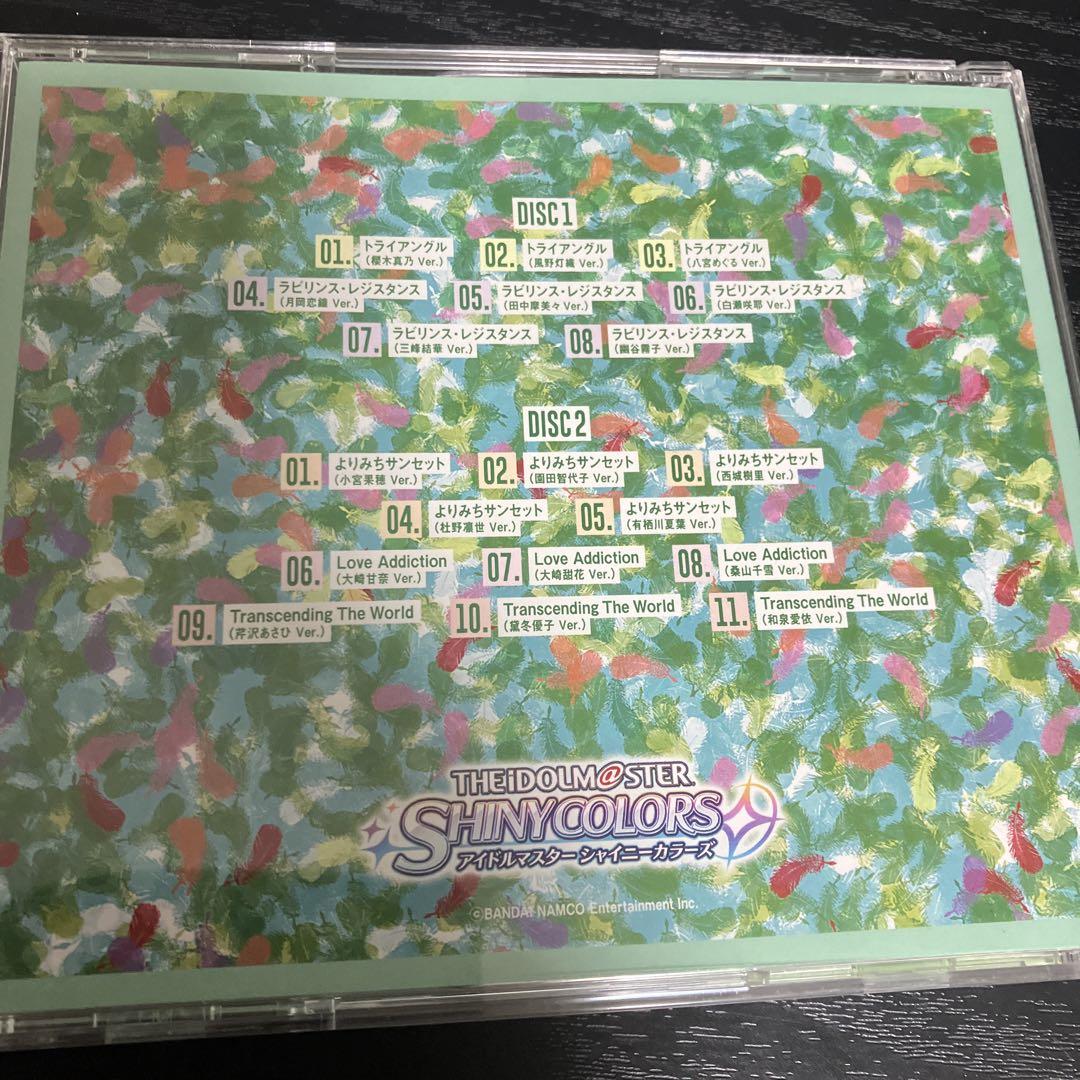 DISC 1
01. トライアングル
(櫻木真乃 Ver.)
02. トライアングル
(風野灯織 Ver.)
03. トライアングル
(八宮めぐる Ver.)
04. ラビリンス・レジスタンス
(月岡恋鐘 Ver.)
05. ラビリンス・レジスタンス
(田中摩美々 Ver.)
06. ラビリンス・レジスタンス
(白瀬咲耶 Ver.)
07. ラビリンス・レジスタンス
(三峰結華 Ver.)
08. ラビリンス・レジスタンス
(幽谷霧子 Ver.)
DISC 2
01. よりみちサンセット
(小宮果穂 Ver.)
02. よりみちサンセット
(園田智代子 Ver.)
03. よりみちサンセット
(西城樹里 Ver.)
04. よりみちサンセット
(杜野凛世 Ver.)
05. よりみちサンセット
(有栖川夏葉 Ver.)
06. Love Addiction
(大崎甘奈 Ver.)
07. Love Addiction
(大崎甜花 Ver.)
08. Love Addiction
(桑山千雪 Ver.)
09. Transcending The World
(芹沢あさひ Ver.)
10. Transcending The World
(黛冬優子 Ver.)
11. Transcending The World
(和泉愛依 Ver.)
THE iDOLM@STER
SHINY COLORS
アイドルマスター シャイニーカラーズ
©BANDAI NAMCO Entertainment Inc.